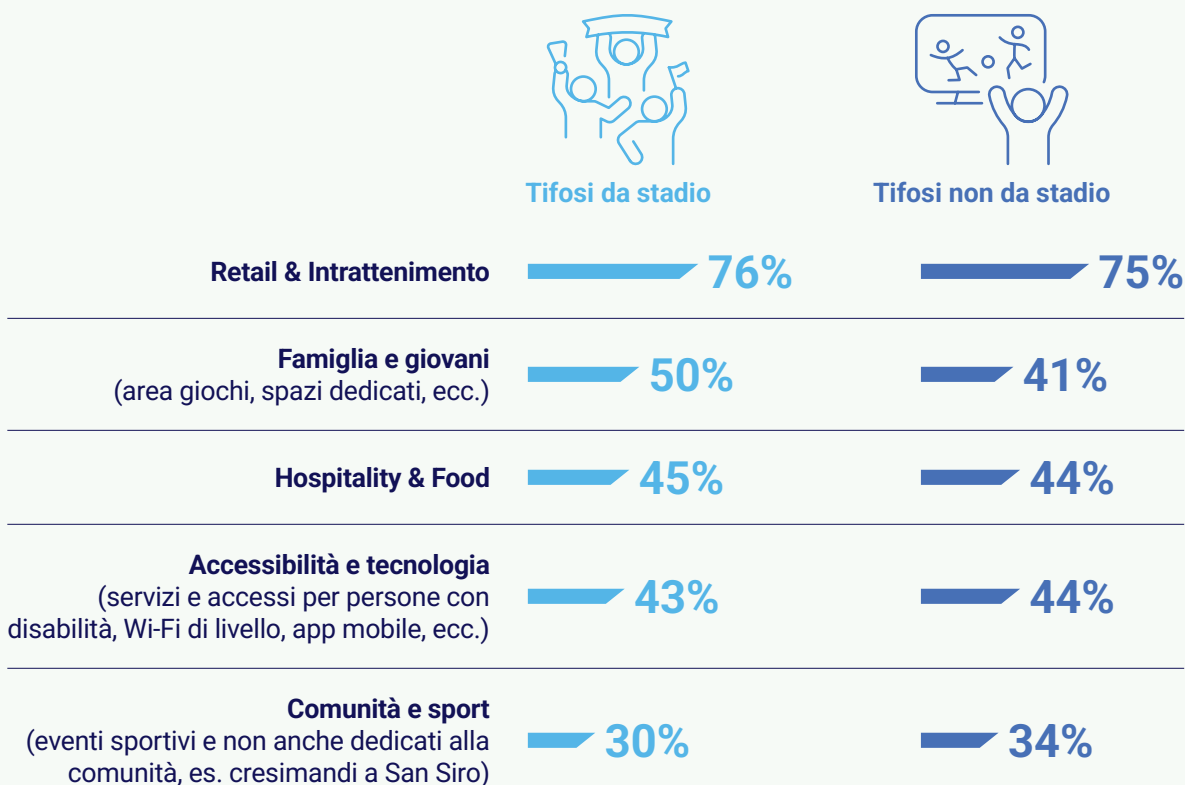 Tifosi da stadio
Tifosi non da stadio
Retail & Intrattenimento
76%
75%
Famiglia e giovani
(area giochi, spazi dedicati, ecc.)
50%
41%
Hospitality & Food
45%
44%
Accessibilità e tecnologia
(servizi e accessi per persone con
disabilità, Wi-Fi di livello, app mobile, ecc.)
43%
44%
Comunità e sport
(eventi sportivi e non anche dedicati alla
comunità, es. cresimandi a San Siro)
30%
34%